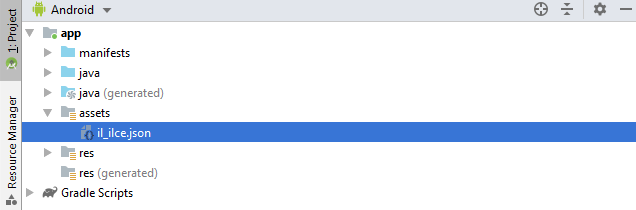 1: Project
Resource Manager
Android
app
manifests
java
java (generated)
assets
il_ilce.json
res
res (generated)
Gradle Scripts